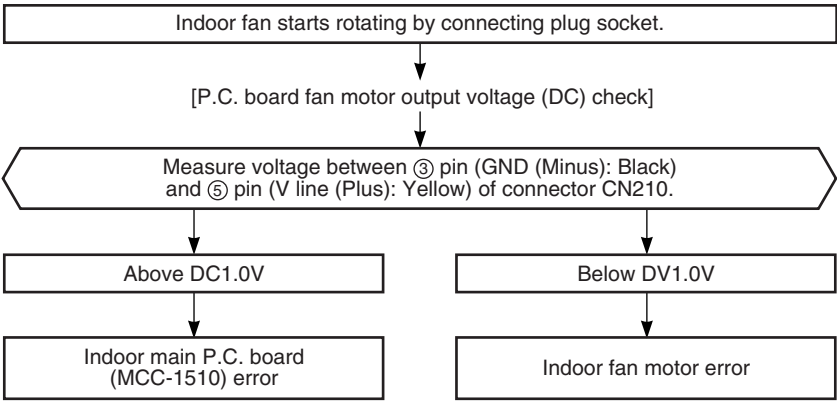 Indoor fan starts rotating by connecting plug socket.
[P.C. board fan motor output voltage (DC) check]
Measure voltage between ③ pin (GND (Minus): Black)
and ⑤ pin (V line (Plus): Yellow) of connector CN210.
Above DC1.0V
Below DV1.0V
Indoor main P.C. board
(MCC-1510) error
Indoor fan motor error